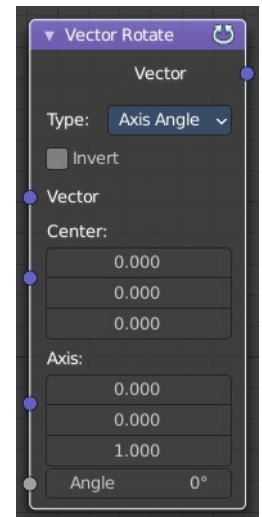 Vector Rotate
Vector
Type: Axis Angle
Invert
Vector
Center:
0.000
0.000
0.000
Axis:
0.000
0.000
1.000
Angle 0°